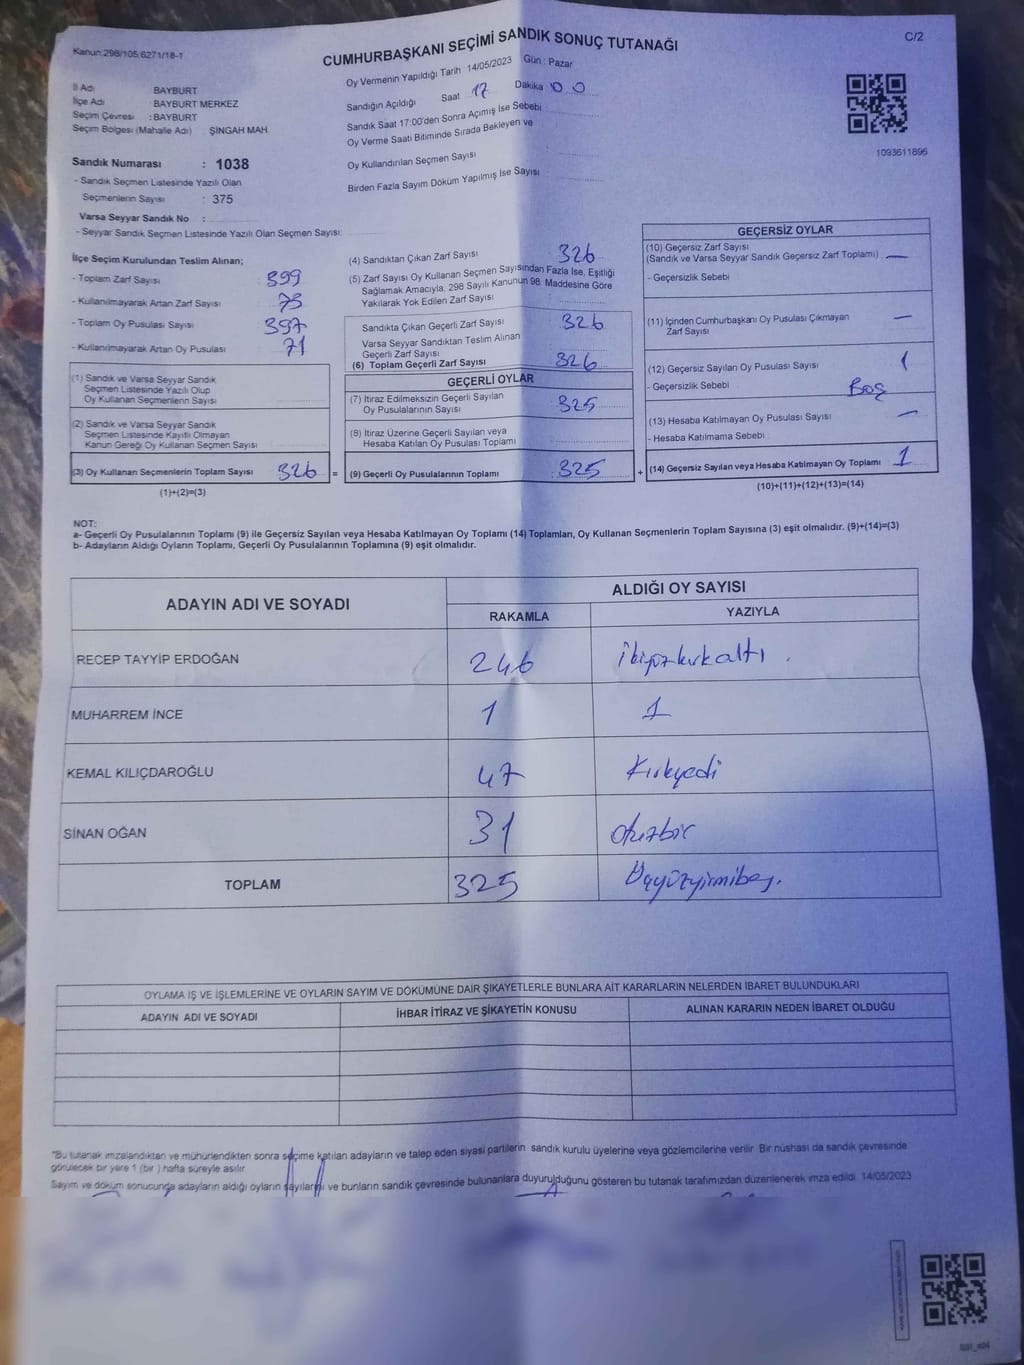 Kanun:298/105;6271/18-1
CUMHURBAŞKANI SEÇİMİ SANDIK SONUÇ TUTANAĞI
C/2
İl Adı BAYBURT
İlçe Adı BAYBURT MERKEZ
Seçim Çevresi : BAYBURT
Seçim Bölgesi (Mahalle Adı) : ŞİNGAH MAH
Sandık Numarası : 1038
- Sandık Seçmen Listesinde Yazılı Olan
Seçmenlerin Sayısı : 375
Varsa Seyyar Sandık No :
- Seyyar Sandık Seçmen Listesinde Yazılı Olan Seçmen Sayısı:
Oy Vermenin Yapıldığı Tarih 14/05/2023 Gün : Pazar
Sandığın Açıldığı Saat 17 Dakika 00
Sandık Saat 17:00'den Sonra Açımış İse Sebebi
Oy Verme Saati Bitiminde Sırada Bekleyen ve
Oy Kullandırılan Seçmen Sayısı
Birden Fazla Sayım Döküm Yapılmış İse Sayısı
1093611896
İlçe Seçim Kurulundan Teslim Alınan;
- Toplam Zarf Sayısı 399
- Kullanılmayarak Artan Zarf Sayısı 73
- Toplam Oy Pusulası Sayısı 397
- Kullanılmayarak Artan Oy Pusulası 71
(1) Sandık ve Varsa Seyyar Sandık
Seçmen Listesinde Yazılı Olup
Oy Kullanan Seçmenlerin Sayısı
(2) Sandık ve Varsa Seyyar Sandık
Seçmen Listesinde Kayıtlı Olmayan
Kanun Gereği Oy Kullanan Seçmen Sayısı
(3) Oy Kullanan Seçmenlerin Toplam Sayısı 326 =
(1)+(2)=(3)
(4) Sandıktan Çıkan Zarf Sayısı 326
(5) Zarf Sayısı Oy Kullanan Seçmen Sayısından Fazla İse, Eşitliği
Sağlamak Amacıyla, 298 Sayılı Kanunun 98. Maddesine Göre
Yakılarak Yok Edilen Zarf Sayısı
Sandıkta Çıkan Geçerli Zarf Sayısı 326
Varsa Seyyar Sandıktan Teslim Alınan
Geçerli Zarf Sayısı
(6) Toplam Geçerli Zarf Sayısı 326
GEÇERLİ OYLAR
(7) İtiraz Edilmeksizin Geçerli Sayılan
Oy Pusulalarının Sayısı 325
(8) İtiraz Üzerine Geçerli Sayılan veya
Hesaba Katılan Oy Pusulası Toplamı
(9) Geçerli Oy Pusulalarının Toplamı 325 +
GEÇERSİZ OYLAR
(10) Geçersiz Zarf Sayısı
(Sandık ve Varsa Seyyar Sandık Geçersiz Zarf Toplamı) —
- Geçersizlik Sebebi
(11) İçinden Cumhurbaşkanı Oy Pusulası Çıkmayan —
Zarf Sayısı
(12) Geçersiz Sayılan Oy Pusulası Sayısı 1
- Geçersizlik Sebebi Boş
(13) Hesaba Katılmayan Oy Pusulası Sayısı —
- Hesaba Katılmama Sebebi
(14) Geçersiz Sayılan veya Hesaba Katılmayan Oy Toplamı 1
(10)+(11)+(12)+(13)=(14)
NOT:
a- Geçerli Oy Pusulalarının Toplamı (9) ile Geçersiz Sayılan veya Hesaba Katılmayan Oy Toplamı (14) Toplamları, Oy Kullanan Seçmenlerin Toplam Sayısına (3) eşit olmalıdır. (9)+(14)=(3)
b- Adayların Aldığı Oyların Toplamı, Geçerli Oy Pusulalarının Toplamına (9) eşit olmalıdır.
ADAYIN ADI VE SOYADI ALDIĞI OY SAYISI
RAKAMLA YAZIYLA
RECEP TAYYİP ERDOĞAN 246 ikiyüzkırkaltı
MUHARREM İNCE 1 1
KEMAL KILIÇDAROĞLU 47 Kırkyedi
SİNAN OĞAN 31 otuzbir
TOPLAM 325 Üçyüzyirmibeş.
OYLAMA İŞ VE İŞLEMLERİNE VE OYLARIN SAYIM VE DÖKÜMÜNE DAİR ŞİKAYETLERLE BUNLARA AİT KARARLARIN NELERDEN İBARET BULUNDUKLARI
ADAYIN ADI VE SOYADI İHBAR İTİRAZ VE ŞİKAYETİN KONUSU ALINAN KARARIN NEDEN İBARET OLDUĞU
*Bu tutanak imzalandıktan ve mühürlendikten sonra seçime katılan adayların ve talep eden siyasi partilerin sandık kurulu üyelerine veya gözlemcilerine verilir. Bir nüshası da sandık çevresinde
görülecek bir yere 1 (bir) hafta süreyle asılır.
Sayım ve döküm sonucunda adayların aldığı oyların sayılarını ve bunların sandık çevresinde bulunanlara duyurulduğunu gösteren bu tutanak tarafımızdan düzenlenerek imza edildi. 14/05/2023